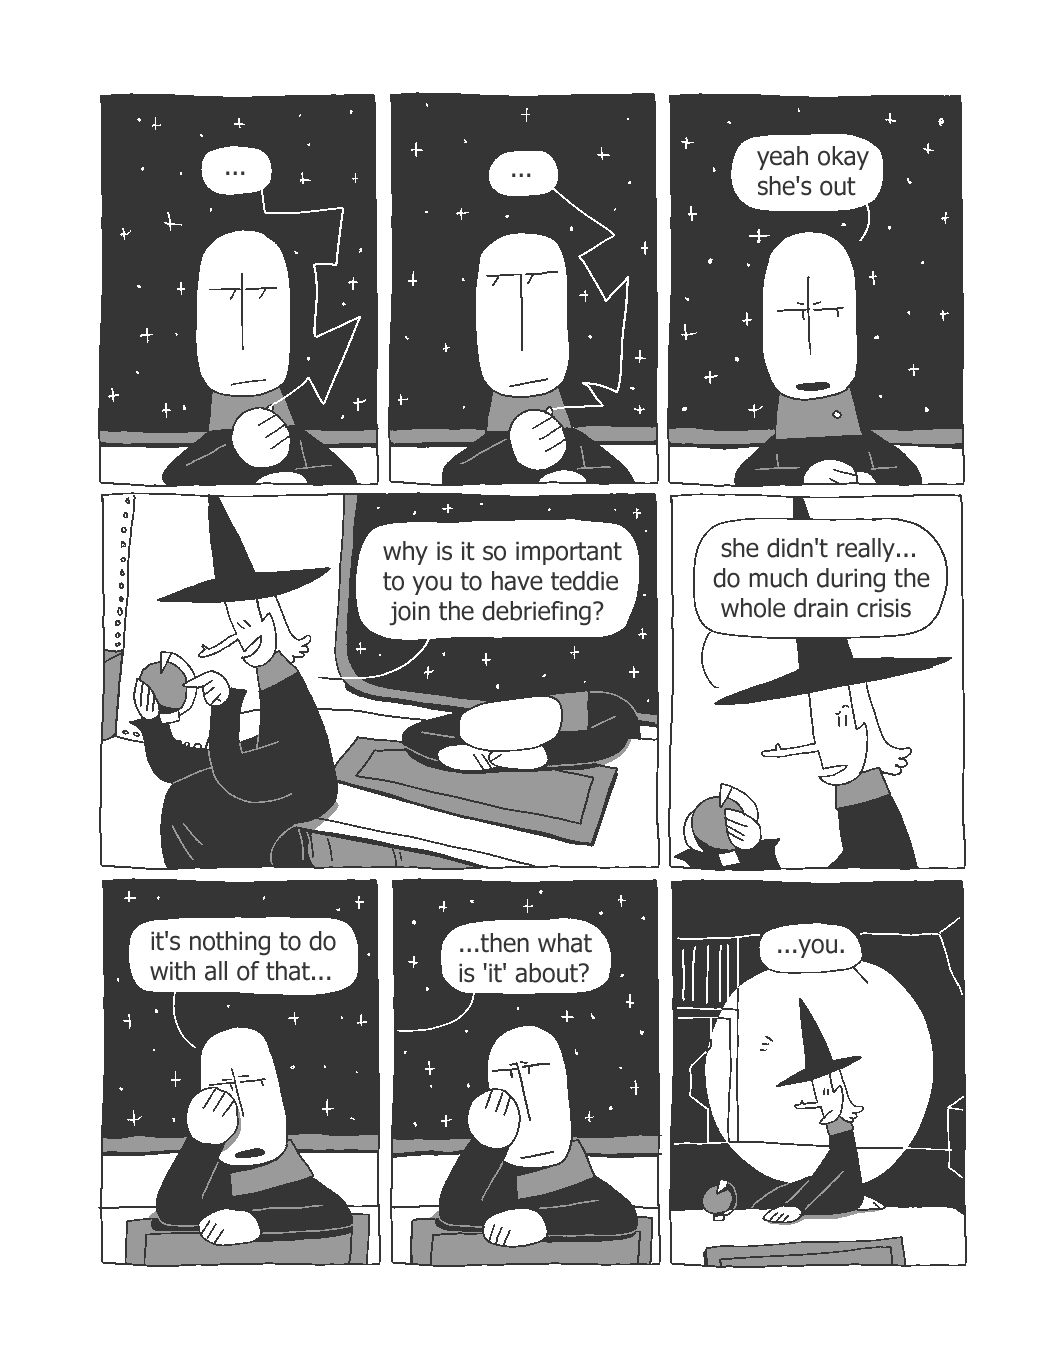 ...
...
yeah okay
she's out
why is it so important
to you to have teddie
join the debriefing?
she didn't really...
do much during the
whole drain crisis
it's nothing to do
with all of that...
...then what
is 'it' about?
...you.